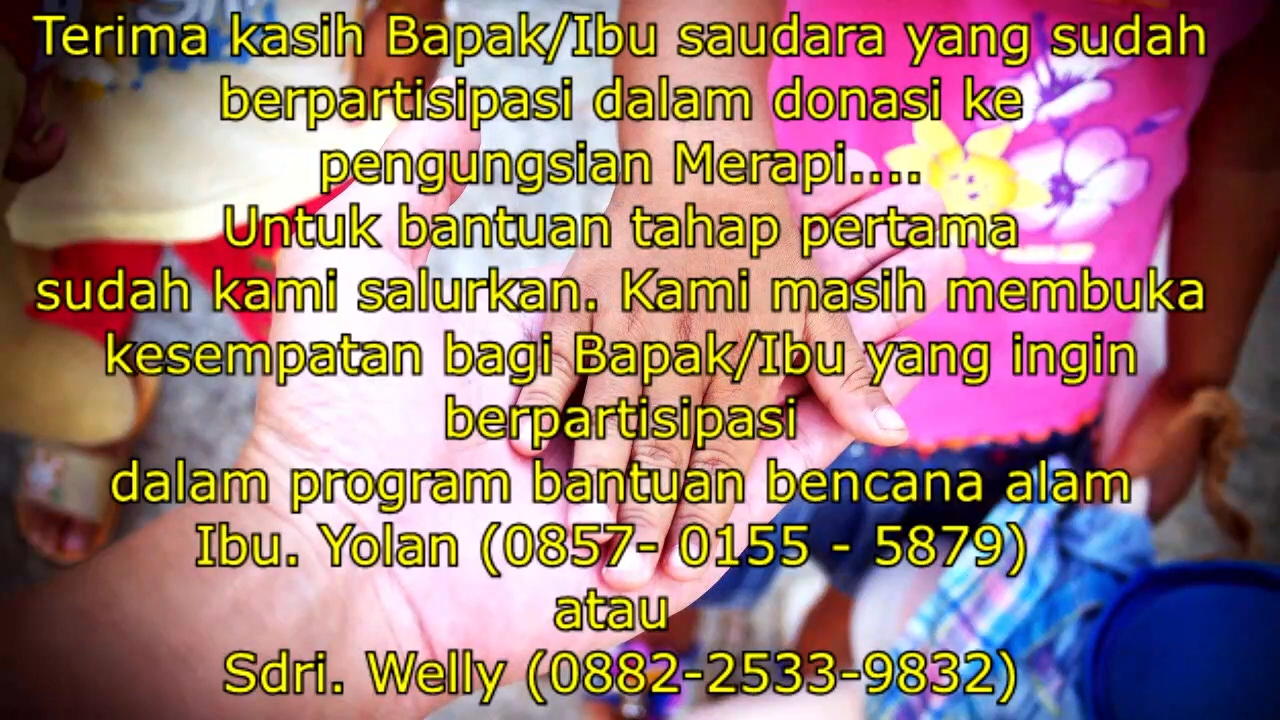 Terima kasih Bapak/Ibu saudara yang sudah
berpartisipasi dalam donasi ke
pengungsian Merapi....
Untuk bantuan tahap pertama
sudah kami salurkan. Kami masih membuka
kesempatan bagi Bapak/Ibu yang ingin
berpartisipasi
dalam program bantuan bencana alam
Ibu. Yolan (0857- 0155 - 5879)
atau
Sdri. Welly (0882-2533-9832)